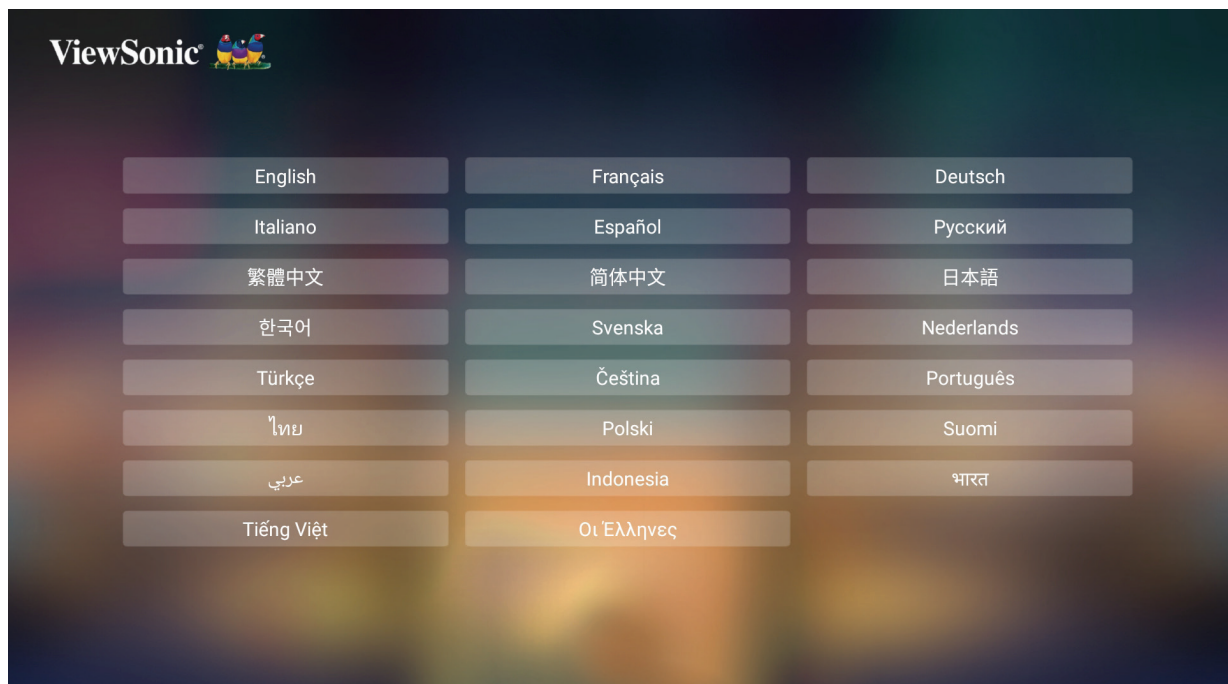 ViewSonic®
English Français Deutsch
Italiano Español Русский
繁體中文 简体中文 日本語
한국어 Svenska Nederlands
Türkçe Čeština Português
ไทย Polski Suomi
عربي Indonesia भारत
Tiếng Việt Οι Έλληνες